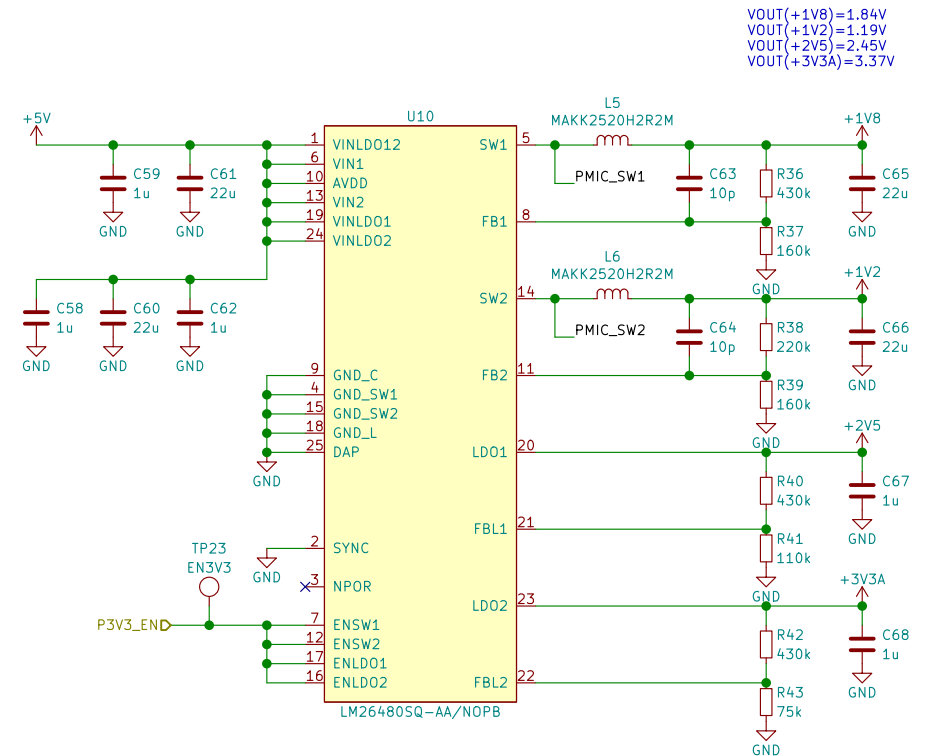 VOUT(+1V8)=1.84V
VOUT(+1V2)=1.19V
VOUT(+2V5)=2.45V
VOUT(+3V3A)=3.37V
+5V
C59
1u
GND
C61
22u
GND
C58
1u
GND
C60
22u
GND
C62
1u
GND
U10
1 VINLDO12
6 VIN1
10 AVDD
13 VIN2
19 VINLDO1
24 VINLDO2
9 GND_C
4 GND_SW1
15 GND_SW2
18 GND_L
25 DAP
GND
2 SYNC
GND
3 NPOR
TP23
EN3V3
P3V3_EN
7 ENSW1
12 ENSW2
17 ENLDO1
16 ENLDO2
SW1 5
FB1 8
SW2 14
FB2 11
LDO1 20
FBL1 21
LDO2 23
FBL2 22
LM26480SQ-AA/NOPB
L5
MAKK2520H2R2M
PMIC_SW1
C63
10p
R36
430k
R37
160k
GND
+1V8
C65
22u
GND
L6
MAKK2520H2R2M
PMIC_SW2
C64
10p
R38
220k
R39
160k
GND
+1V2
C66
22u
GND
+2V5
R40
430k
R41
110k
GND
C67
1u
GND
+3V3A
R42
430k
R43
75k
GND
C68
1u
GND